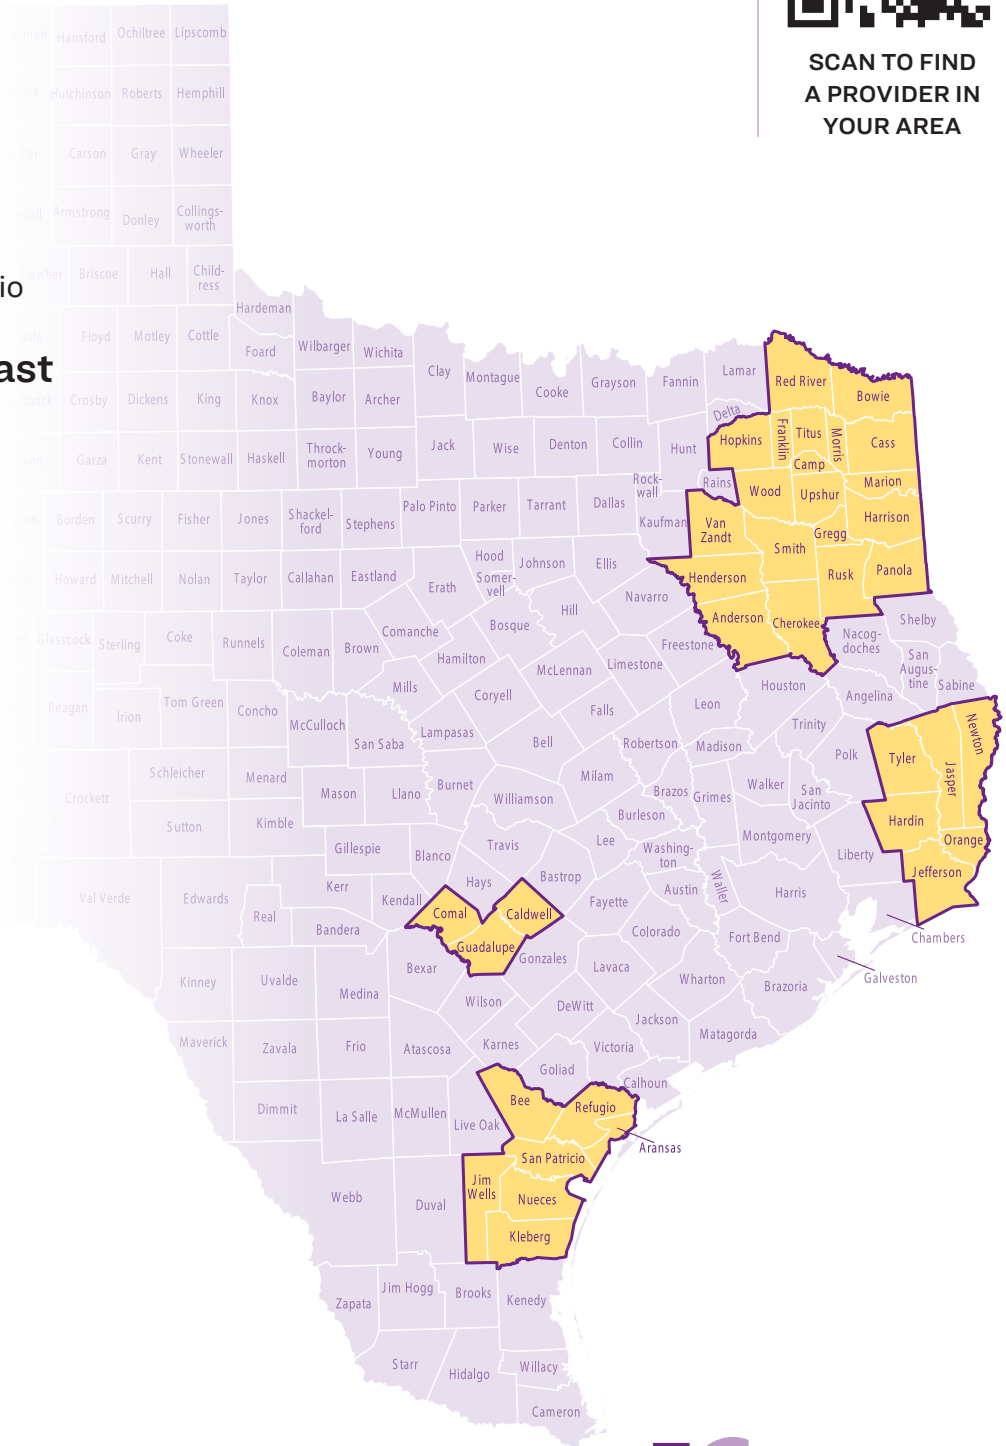 SCAN TO FIND
A PROVIDER IN
YOUR AREA
Hansford Ochiltree Lipscomb
Hutchinson Roberts Hemphill
Carson Gray Wheeler
Armstrong Donley Collings-
worth
Briscoe Hall Child-
ress
io
Hardeman
Floyd Motley Cottle Foard Wilbarger Wichita
ast
Clay Montague Cooke Grayson Fannin Lamar Red River Bowie
Crosby Dickens King Knox Baylor Archer
Delta
Hopkins Franklin Titus Morris Cass
Garza Kent Stonewall Haskell Throck-
morton Young Jack Wise Denton Collin Hunt
Camp
Rock-
wall Rains Wood Upshur Marion
Borden Scurry Fisher Jones Shackel-
ford Stephens Palo Pinto Parker Tarrant Dallas Kaufman Van
Zandt Smith Gregg Harrison
Howard Mitchell Nolan Taylor Callahan Eastland Erath Hood Somer-
vell Johnson Ellis Henderson Rusk Panola
Navarro
Hill
Bosque
Anderson Cherokee Shelby
Glasscock Sterling Coke Runnels Coleman Brown Comanche Hamilton McLennan Limestone Freestone Nacog-
doches San
Augus-
tine Sabine
Reagan Irion Tom Green Concho McCulloch San Saba Mills Coryell Falls Leon Houston Angelina
Lampasas Bell Robertson Madison Trinity Polk Tyler Jasper Newton
Crockett Schleicher Menard Mason Llano Burnet Williamson Milam Brazos Grimes Walker San
Jacinto
Sutton Kimble Gillespie Blanco Travis Lee Burleson Washing-
ton Montgomery Liberty Hardin Orange
Jefferson
Val Verde Edwards Real Kerr Bandera Kendall Hays Bastrop Fayette Austin Waller Harris
Comal Caldwell
Guadalupe Gonzales Colorado Fort Bend Chambers
Kinney Uvalde Medina Bexar Wilson Lavaca Wharton Brazoria Galveston
DeWitt Jackson Matagorda
Maverick Zavala Frio Atascosa Karnes Victoria
Goliad Calhoun
Dimmit La Salle McMullen Live Oak Bee Refugio
Aransas
San Patricio
Webb Duval Jim
Wells Nueces
Kleberg
Zapata Jim Hogg Brooks Kenedy
Starr Hidalgo Willacy
Cameron